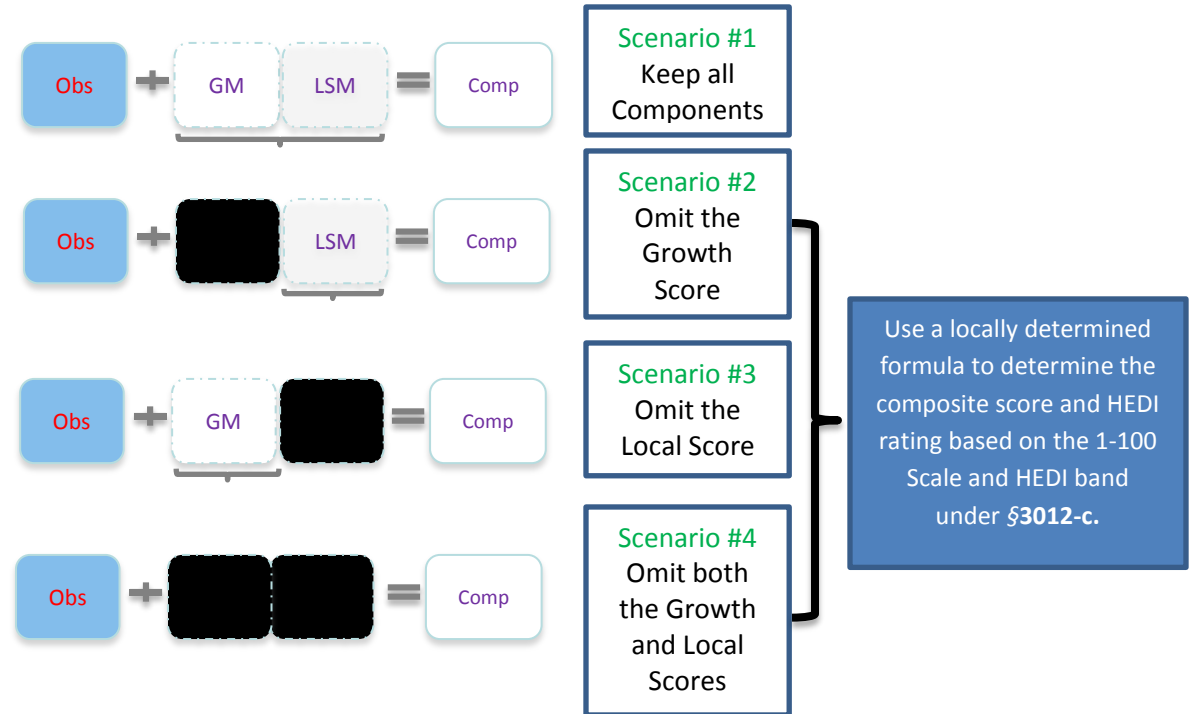 Obs GM LSM Comp
Scenario #1
Keep all
Components
Obs LSM Comp
Scenario #2
Omit the
Growth
Score
Obs GM Comp
Scenario #3
Omit the
Local Score
Obs Comp
Scenario #4
Omit both
the Growth
and Local
Scores
Use a locally determined
formula to determine the
composite score and HEDI
rating based on the 1-100
Scale and HEDI band
under §3012-c.